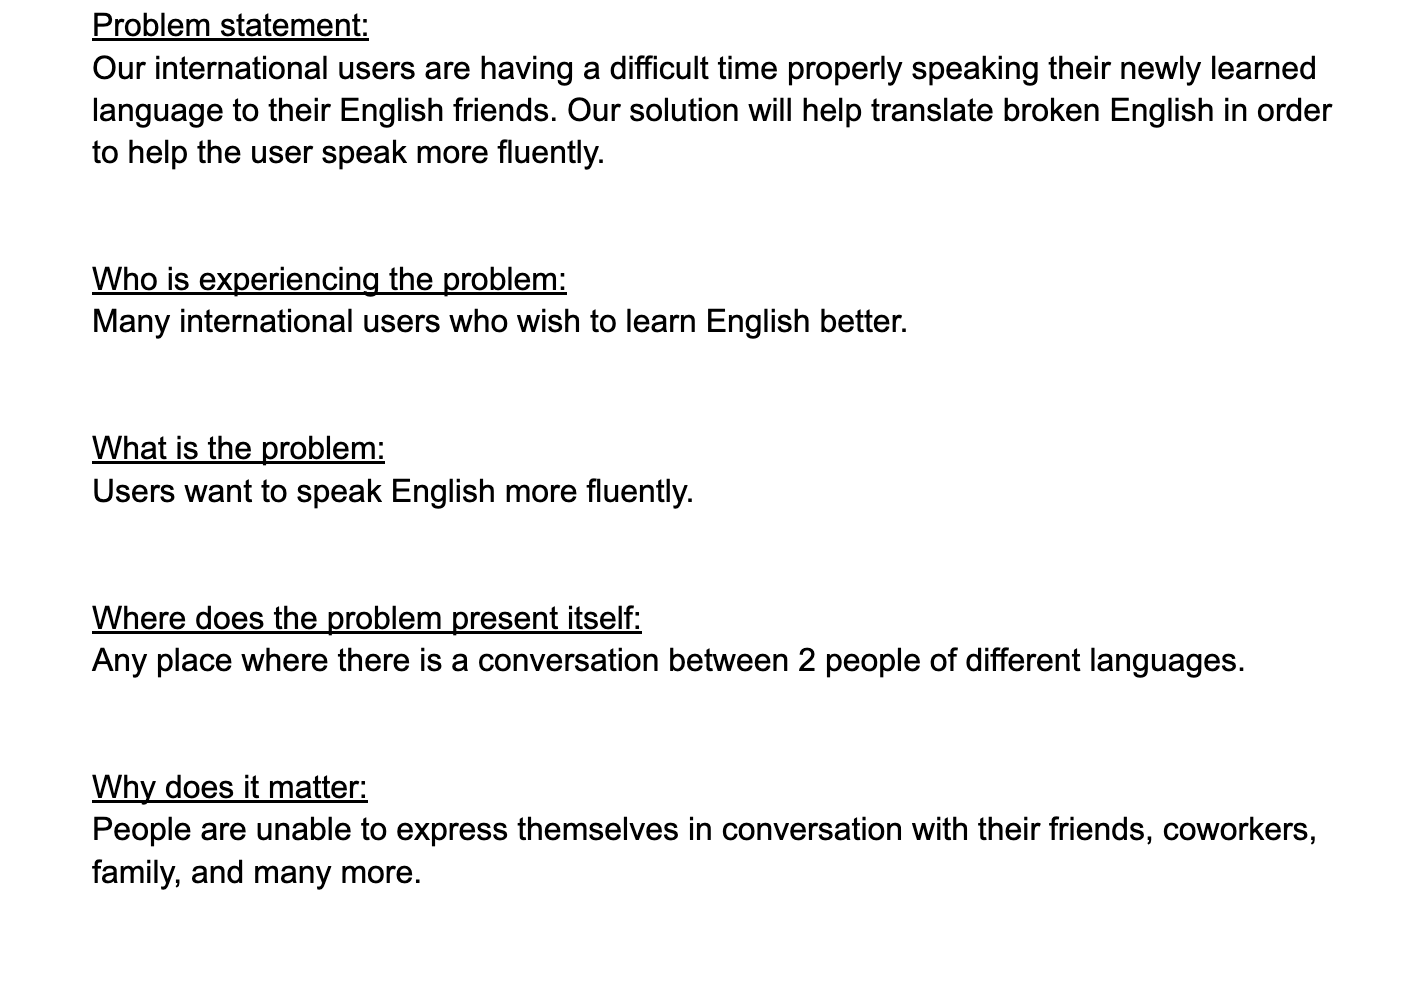 Problem statement:
Our international users are having a difficult time properly speaking their newly learned
language to their English friends. Our solution will help translate broken English in order
to help the user speak more fluently.
Who is experiencing the problem:
Many international users who wish to learn English better.
What is the problem:
Users want to speak English more fluently.
Where does the problem present itself:
Any place where there is a conversation between 2 people of different languages.
Why does it matter:
People are unable to express themselves in conversation with their friends, coworkers,
family, and many more.